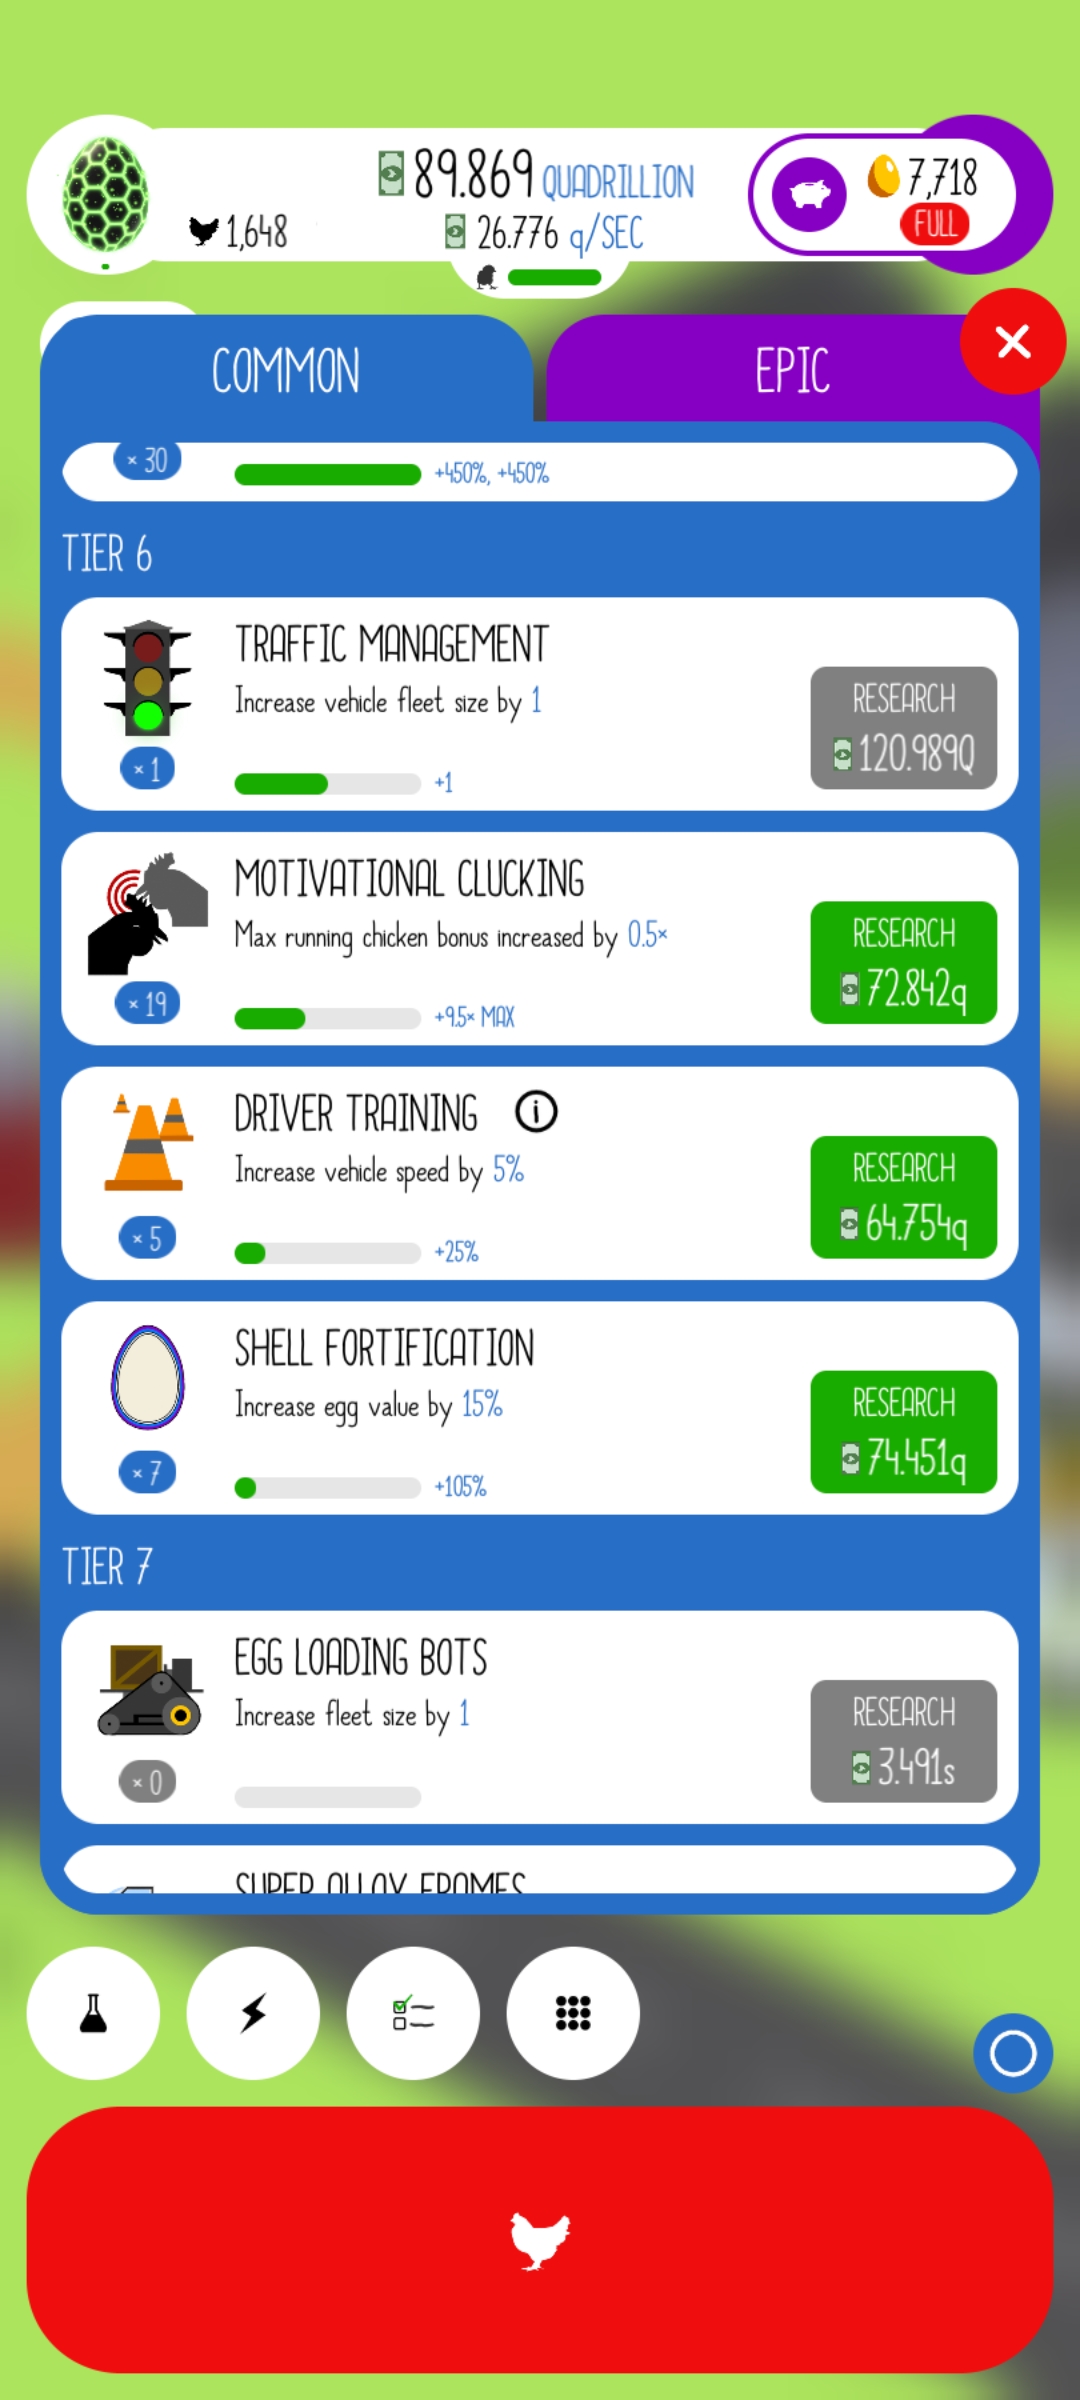 89.869 QUADRILLION
1,648
26.776 q/SEC
7,718
FULL
COMMON
EPIC
× 30
+450%, +450%
TIER 6
TRAFFIC MANAGEMENT
Increase vehicle fleet size by 1
× 1
+1
RESEARCH
120.989Q
MOTIVATIONAL CLUCKING
Max running chicken bonus increased by 0.5×
× 19
+9.5× MAX
RESEARCH
72.842q
DRIVER TRAINING i
Increase vehicle speed by 5%
× 5
+25%
RESEARCH
64.754q
SHELL FORTIFICATION
Increase egg value by 15%
× 7
+105%
RESEARCH
74.451q
TIER 7
EGG LOADING BOTS
Increase fleet size by 1
× 0
RESEARCH
3.491s
SUPER ALLOY FRAMES